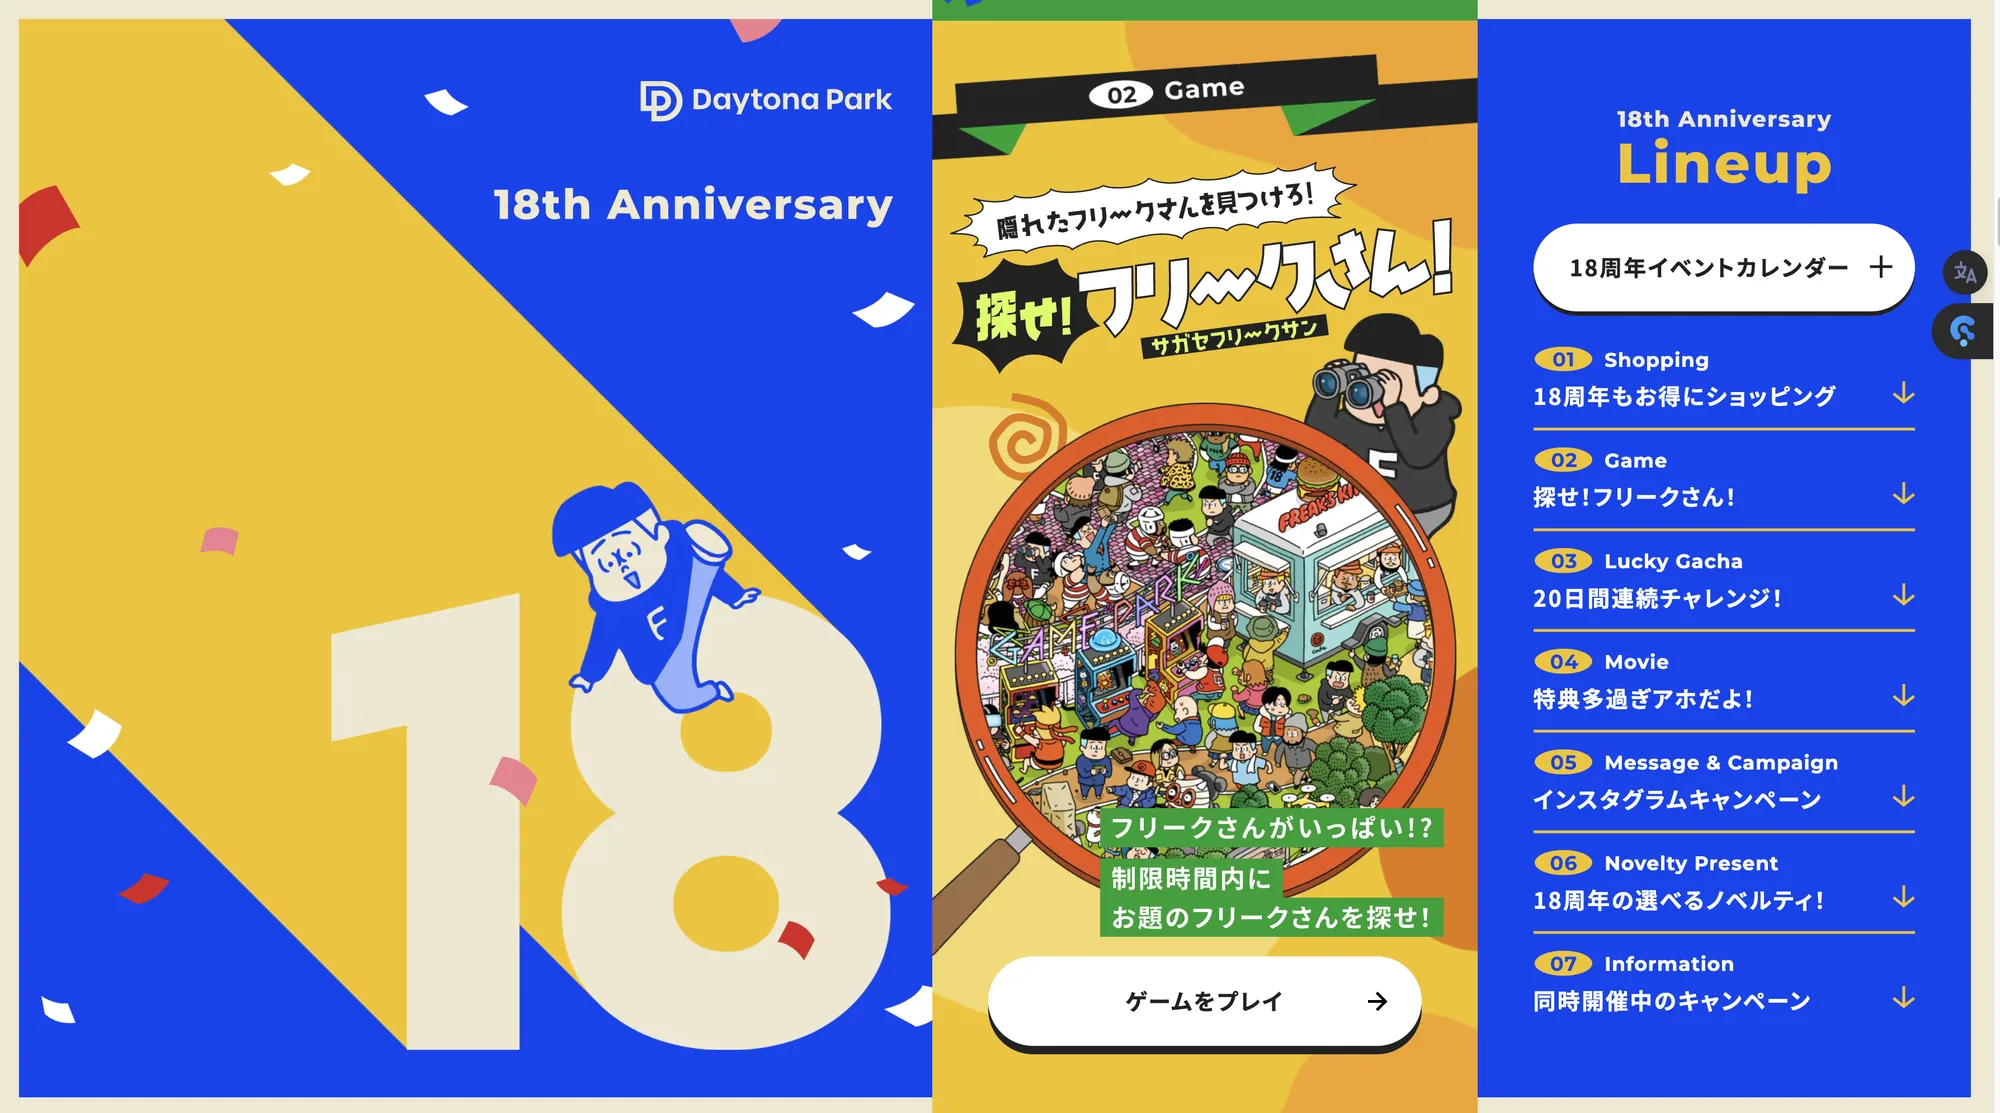 Daytona Park
18th Anniversary
18
F
02 Game
隠れたフリークさんを見つけろ!
探せ!
フリークさん!
サガセフリークサン
F
FREAK'S KI
GAME PARK
フリークさんがいっぱい!?
制限時間内に
お題のフリークさんを探せ!
ゲームをプレイ
18th Anniversary
Lineup
18周年イベントカレンダー
01 Shopping
18周年もお得にショッピング
02 Game
探せ!フリークさん!
03 Lucky Gacha
20日間連続チャレンジ!
04 Movie
特典多過ぎアホだよ!
05 Message & Campaign
インスタグラムキャンペーン
06 Novelty Present
18周年の選べるノベルティ!
07 Information
同時開催中のキャンペーン